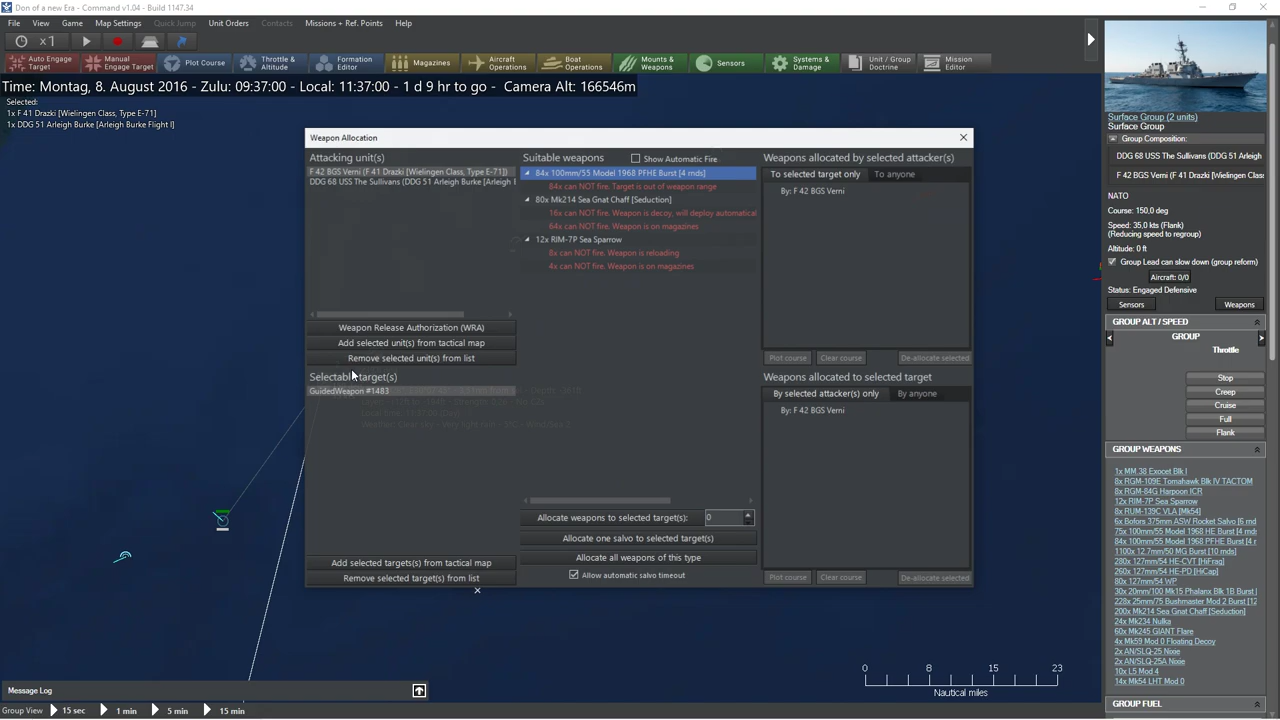 Don of a new Era - Command v1.04 - Build 1147.34
File View Game Map Settings Quick Jump Unit Orders Contacts Missions + Ref. Points Help
x1
Auto Engage Target
Manual Engage Target
Plot Course
Throttle & Altitude
Formation Editor
Magazines
Aircraft Operations
Boat Operations
Mounts & Weapons
Sensors
Systems & Damage
Unit / Group Doctrine
Mission Editor
Time: Montag, 8. August 2016 - Zulu: 09:37:00 - Local: 11:37:00 - 1 d 9 hr to go - Camera Alt: 166546m
Selected:
1x F 41 Drazki [Wielingen Class, Type E-71]
1x DDG 51 Arleigh Burke [Arleigh Burke Flight I]
Weapon Allocation
Attacking unit(s)
F 42 BGS Verni (F 41 Drazki [Wielingen Class, Type E-71])
DDG 68 USS The Sullivans (DDG 51 Arleigh Burke [Arleigh F
Weapon Release Authorization (WRA)
Add selected unit(s) from tactical map
Remove selected unit(s) from list
Selectable target(s)
GuidedWeapon #1483
Local time: 11:37:00 (Day)
Add selected targets(s) from tactical map
Remove selected target(s) from list
Suitable weapons
Show Automatic Fire
84x 100mm/55 Model 1968 PFHE Burst [4 rnds]
84x can NOT fire. Target is out of weapon range
80x Mk214 Sea Gnat Chaff [Seduction]
16x can NOT fire. Weapon is decoy, will deploy automatical
64x can NOT fire. Weapon is on magazines
12x RIM-7P Sea Sparrow
8x can NOT fire. Weapon is reloading
4x can NOT fire. Weapon is on magazines
Allocate weapons to selected target(s): 0
Allocate one salvo to selected target(s)
Allocate all weapons of this type
Allow automatic salvo timeout
Weapons allocated by selected attacker(s)
To selected target only To anyone
By: F 42 BGS Verni
Plot course Clear course De-allocate selected
Weapons allocated to selected target
By selected attacker(s) only By anyone
By: F 42 BGS Verni
Plot course Clear course De-allocate selected
Surface Group (2 units)
Surface Group
Group Composition:
DDG 68 USS The Sullivans (DDG 51 Arleigh
F 42 BGS Verni (F 41 Drazki [Wielingen Class
NATO
Course: 150,0 deg
Speed: 35,0 kts (Flank)
(Reducing speed to regroup)
Altitude: 0 ft
Group Lead can slow down (group reform)
Aircraft: 0/0
Status: Engaged Defensive
Sensors Weapons
GROUP ALT / SPEED
GROUP
Throttle
Stop
Creep
Cruise
Full
Flank
GROUP WEAPONS
1x MM.38 Exocet Blk I
8x RGM-109E Tomahawk Blk IV TACTOM
8x RGM-84G Harpoon ICR
12x RIM-7P Sea Sparrow
8x RUM-139C VLA [Mk54]
6x Bofors 375mm ASW Rocket Salvo [6 rnd
75x 100mm/55 Model 1968 HE Burst [4 rn
84x 100mm/55 Model 1968 PFHE Burst [4 r
1100x 12.7mm/50 MG Burst [10 rnds]
280x 127mm/54 HE-CVT [HiFrag]
260x 127mm/54 HE-PD [HiCap]
80x 127mm/54 WP
30x 20mm/100 Mk15 Phalanx Blk 1B Burst
228x 25mm/75 Bushmaster Mod 2 Burst [12
200x Mk214 Sea Gnat Chaff [Seduction]
24x Mk234 Nulka
60x Mk245 GIANT Flare
4x Mk59 Mod 0 Floating Decoy
2x AN/SLQ-25 Nixie
2x AN/SLQ-25A Nixie
10x L5 Mod 4
14x Mk54 LHT Mod 0
GROUP FUEL
0 8 15 23
Nautical miles
Message Log
Group View 15 sec 1 min 5 min 15 min